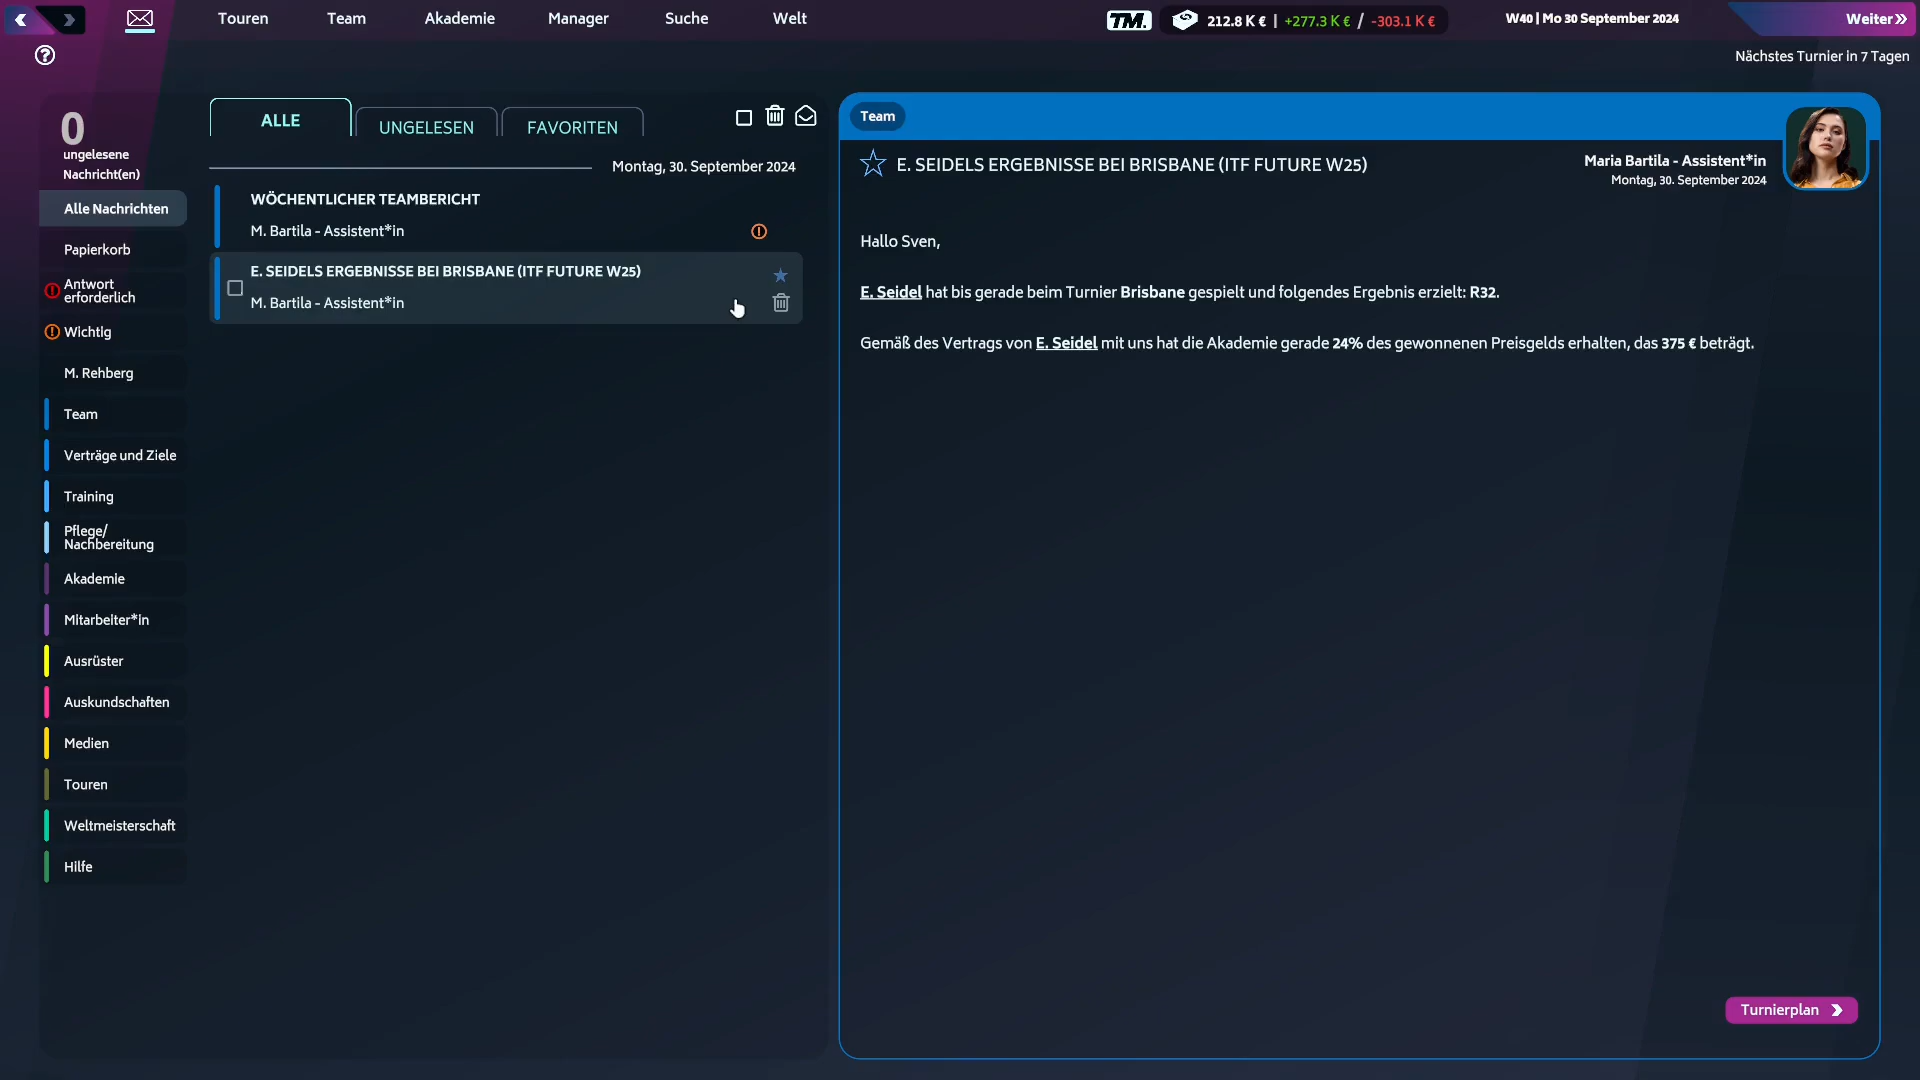 Touren
Team
Akademie
Manager
Suche
Welt
TM.
212.8 K € | +277.3 K € / -303.1 K €
W40 | Mo 30 September 2024
Weiter
Nächstes Turnier in 7 Tagen
0
ungelesene
Nachricht(en)
Alle Nachrichten
Papierkorb
Antwort
erforderlich
Wichtig
M. Rehberg
Team
Verträge und Ziele
Training
Pflege/
Nachbereitung
Akademie
Mitarbeiter*in
Ausrüster
Auskundschaften
Medien
Touren
Weltmeisterschaft
Hilfe
ALLE
UNGELESEN
FAVORITEN
Montag, 30. September 2024
WÖCHENTLICHER TEAMBERICHT
M. Bartila - Assistent*in
E. SEIDELS ERGEBNISSE BEI BRISBANE (ITF FUTURE W25)
M. Bartila - Assistent*in
Team
E. SEIDELS ERGEBNISSE BEI BRISBANE (ITF FUTURE W25)
Maria Bartila - Assistent*in
Montag, 30. September 2024
Hallo Sven,
E. Seidel hat bis gerade beim Turnier Brisbane gespielt und folgendes Ergebnis erzielt: R32.
Gemäß des Vertrags von E. Seidel mit uns hat die Akademie gerade 24% des gewonnenen Preisgelds erhalten, das 375 € beträgt.
Turnierplan